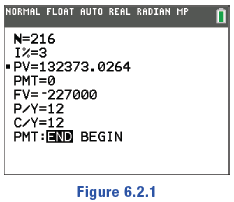 NORMAL FLOAT AUTO REAL RADIAN MP
N=216
I%=3
▪PV=132373.0264
PMT=0
FV=-227000
P/Y=12
C/Y=12
PMT:END BEGIN
Figure 6.2.1